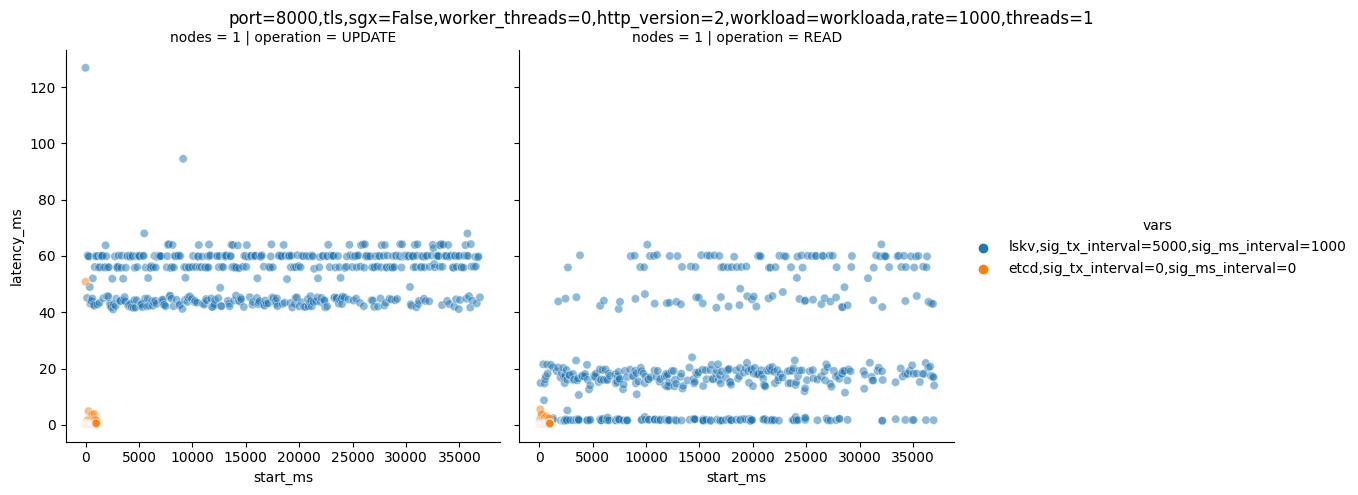 port=8000,tls,sgx=False,worker_threads=0,http_version=2,workload=workloada,rate=1000,threads=1
nodes = 1 | operation = UPDATE
nodes = 1 | operation = READ
latency_ms
120
100
80
60
40
20
0
0 5000 10000 15000 20000 25000 30000 35000
start_ms
0 5000 10000 15000 20000 25000 30000 35000
start_ms
vars
lskv,sig_tx_interval=5000,sig_ms_interval=1000
etcd,sig_tx_interval=0,sig_ms_interval=0